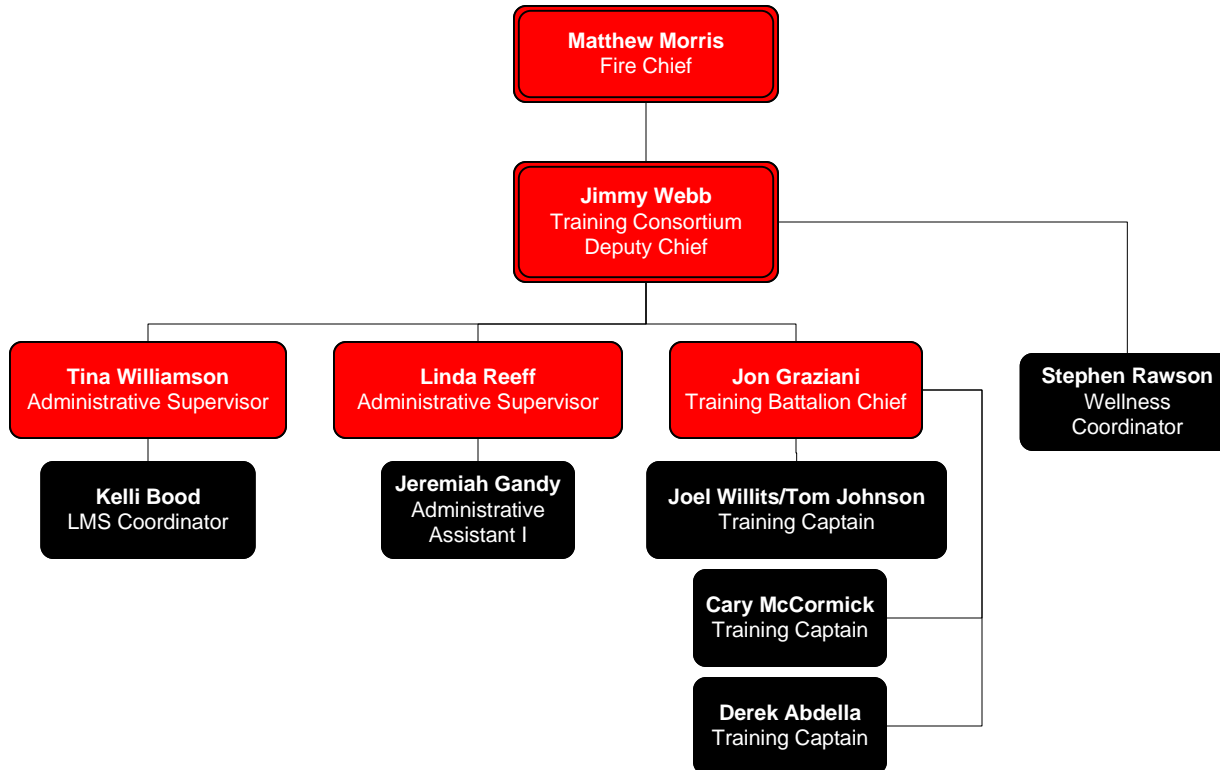 Matthew Morris
Fire Chief
Jimmy Webb
Training Consortium
Deputy Chief
Tina Williamson
Administrative Supervisor
Linda Reeff
Administrative Supervisor
Jon Graziani
Training Battalion Chief
Stephen Rawson
Wellness
Coordinator
Kelli Bood
LMS Coordinator
Jeremiah Gandy
Administrative
Assistant I
Joel Willits/Tom Johnson
Training Captain
Cary McCormick
Training Captain
Derek Abdella
Training Captain